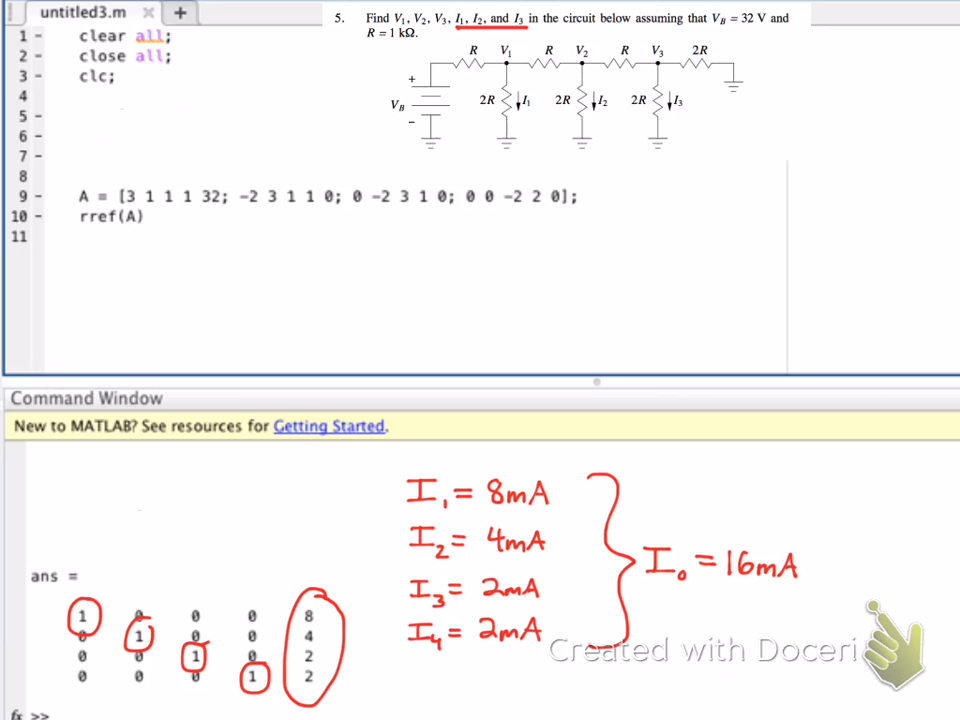 untitled3.m × +
1 - clear all;
2 - close all;
3 - clc;
4
5 -
6 -
7 -
8
9 - A = [3 1 1 1 32; -2 3 1 1 0; 0 -2 3 1 0; 0 0 -2 2 0];
10 - rref(A)
11
5. Find V₁, V₂, V₃, I₁, I₂, and I₃ in the circuit below assuming that V_B = 32 V and
R = 1 kΩ.
R V₁ R V₂ R V₃ 2R
+
V_B 2R I₁ 2R I₂ 2R I₃
−
Command Window
New to MATLAB? See resources for Getting Started.
I₁ = 8mA
I₂ = 4mA
I₀ = 16mA
I₃ = 2mA
I₄ = 2mA
ans =
1 0 0 0 8
0 1 0 0 4
0 0 1 0 2
0 0 0 1 2
Created with Doceri
fx >>